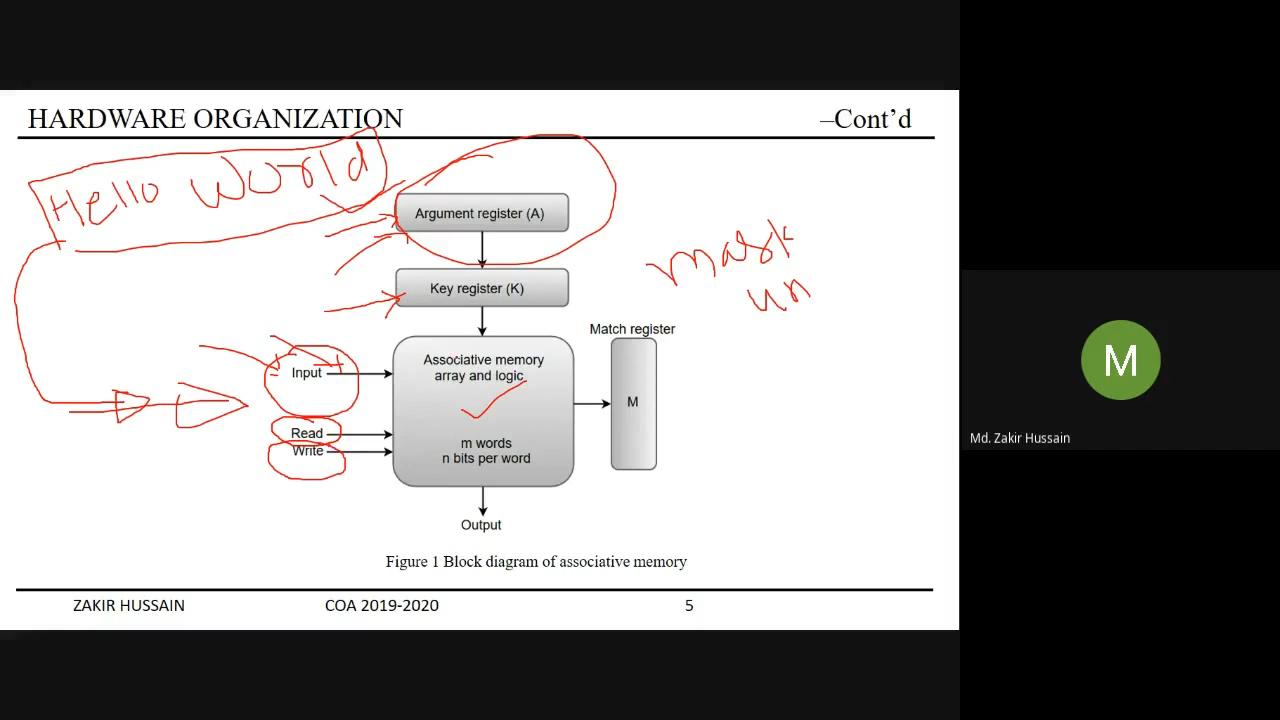 HARDWARE ORGANIZATION –Cont’d
Hello World
Argument register (A)
mask
un
Key register (K)
Match register
Associative memory
array and logic
Input
M
Read
Write
m words
n bits per word
Output
Figure 1 Block diagram of associative memory
ZAKIR HUSSAIN COA 2019-2020 5
M
Md. Zakir Hussain